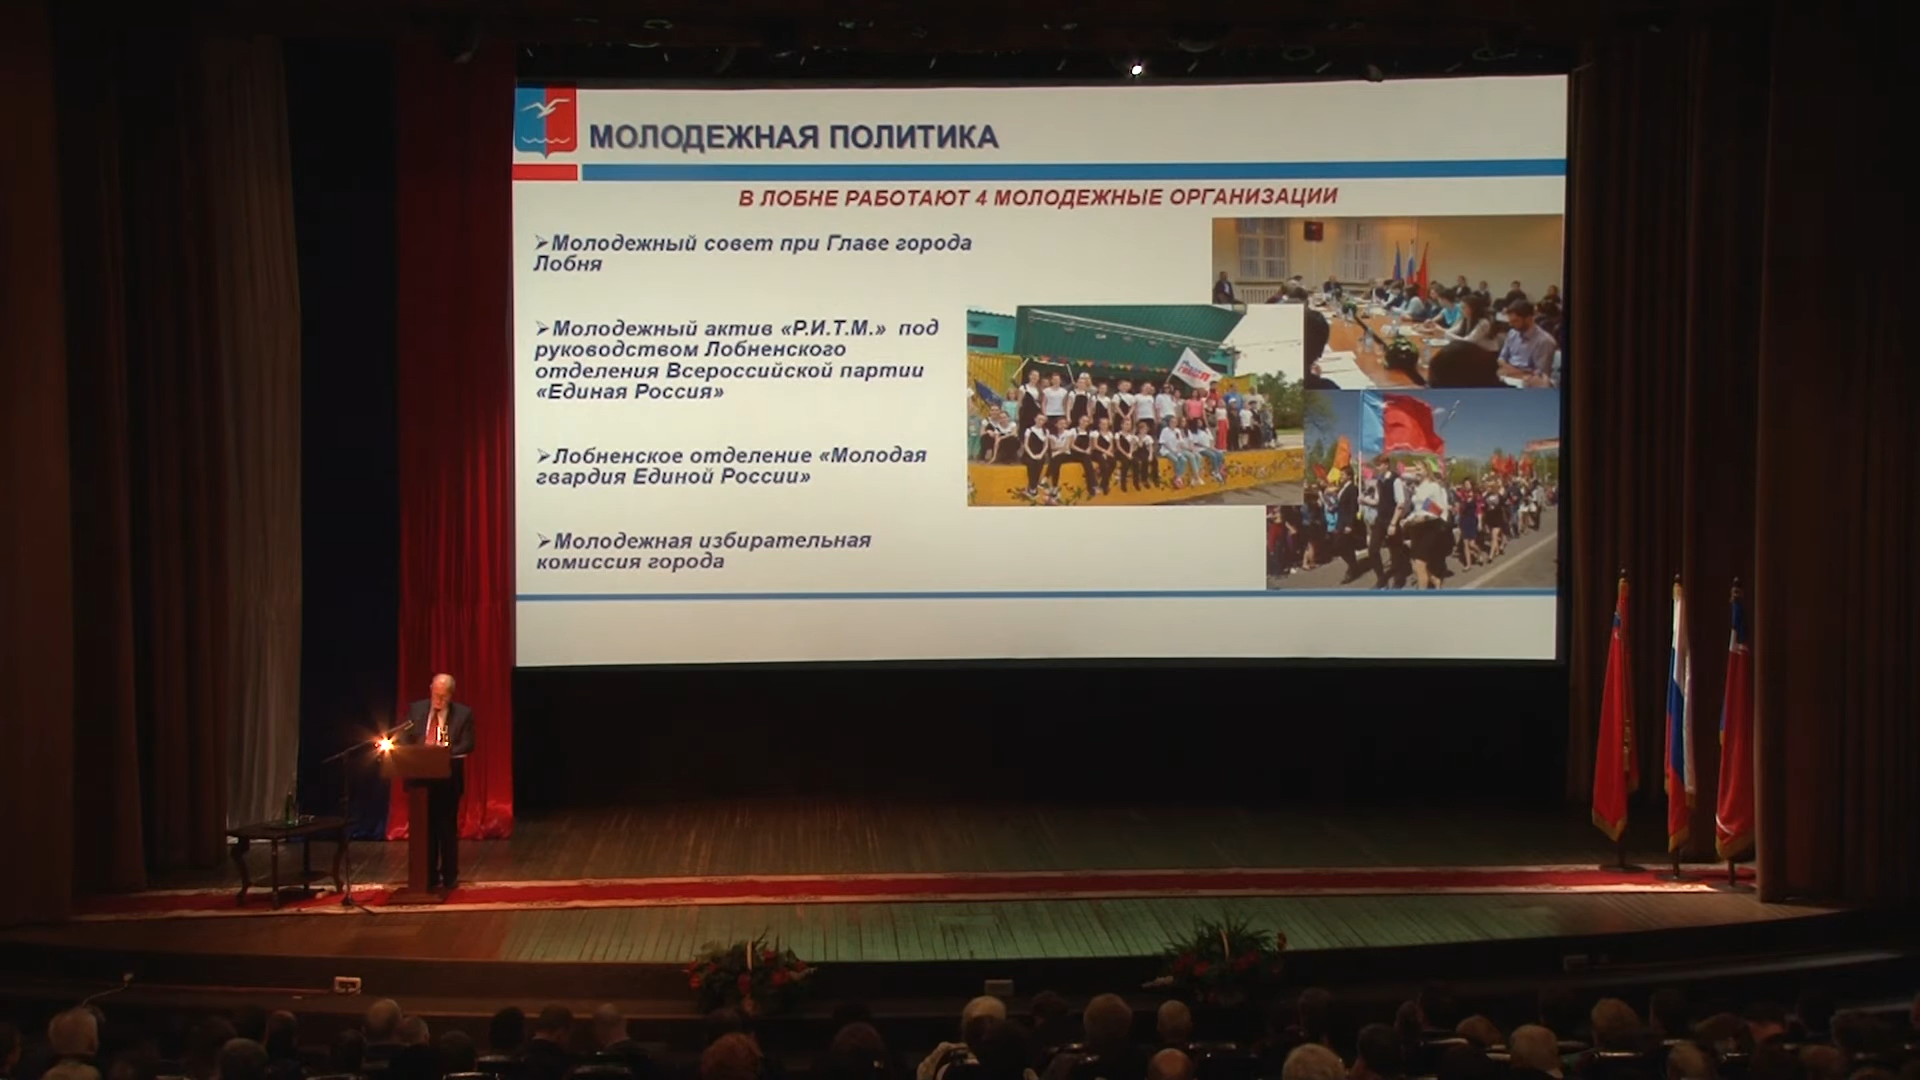 МОЛОДЕЖНАЯ ПОЛИТИКА
В ЛОБНЕ РАБОТАЮТ 4 МОЛОДЕЖНЫЕ ОРГАНИЗАЦИИ
➢Молодежный совет при Главе города
Лобня
➢Молодежный актив «Р.И.Т.М.» под
руководством Лобненского
отделения Всероссийской партии
«Единая Россия»
➢Лобненское отделение «Молодая
гвардия Единой России»
➢Молодежная избирательная
комиссия города